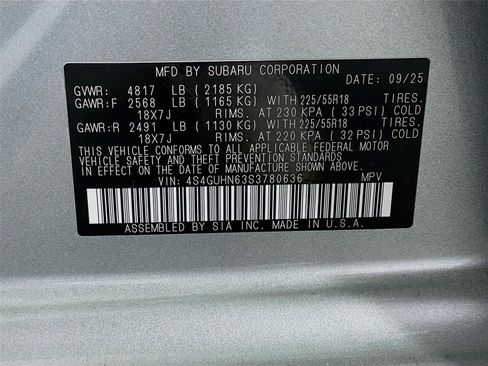 MFD BY SUBARU CORPORATION
DATE: 09/25
GVWR: 4817 LB (2185 KG)
GAWR:F 2568 LB (1165 KG) WITH 225/55R18 TIRES.
18X7J RIMS. AT 230 KPA (33 PSI) COLD
GAWR:R 2491 LB (1130 KG) WITH 225/55R18 TIRES.
18X7J RIMS. AT 220 KPA (32 PSI) COLD
THIS VEHICLE CONFORMS TO ALL APPLICABLE FEDERAL MOTOR
VEHICLE SAFETY AND THEFT PREVENTION STANDARDS
IN EFFECT ON THE DATE OF MANUFACTURE SHOWN ABOVE.
VIN: 4S4GUHN63S3780636 MPV
ASSEMBLED BY SIA INC. MADE IN U.S.A.